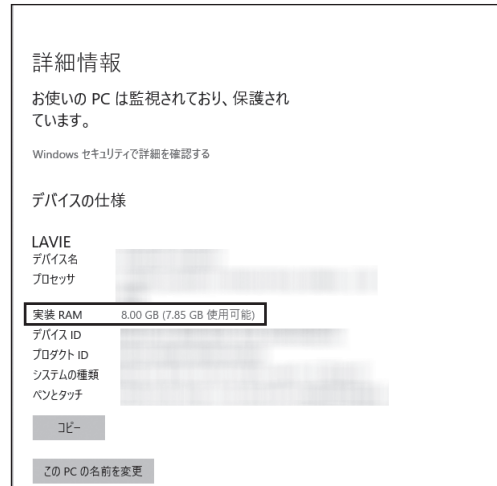 詳細情報
お使いの PC は監視されており、保護され
ています。
Windows セキュリティで詳細を確認する
デバイスの仕様
LAVIE
デバイス名
プロセッサ
実装 RAM 8.00 GB (7.85 GB 使用可能)
デバイス ID
プロダクト ID
システムの種類
ペンとタッチ
コピー
この PC の名前を変更